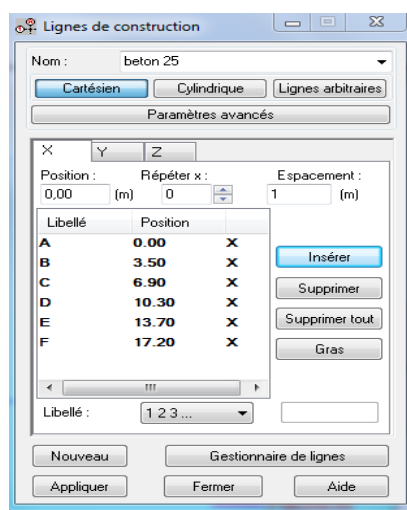 Lignes de construction
Nom : beton 25
Cartésien Cylindrique Lignes arbitraires
Paramètres avancés
X Y Z
Position : Répéter x : Espacement :
0,00 (m) 0 1 (m)
Libellé Position
A 0.00 X
B 3.50 X
C 6.90 X
D 10.30 X
E 13.70 X
F 17.20 X
Insérer
Supprimer
Supprimer tout
Gras
Libellé : 1 2 3 ...
Nouveau Gestionnaire de lignes
Appliquer Fermer Aide